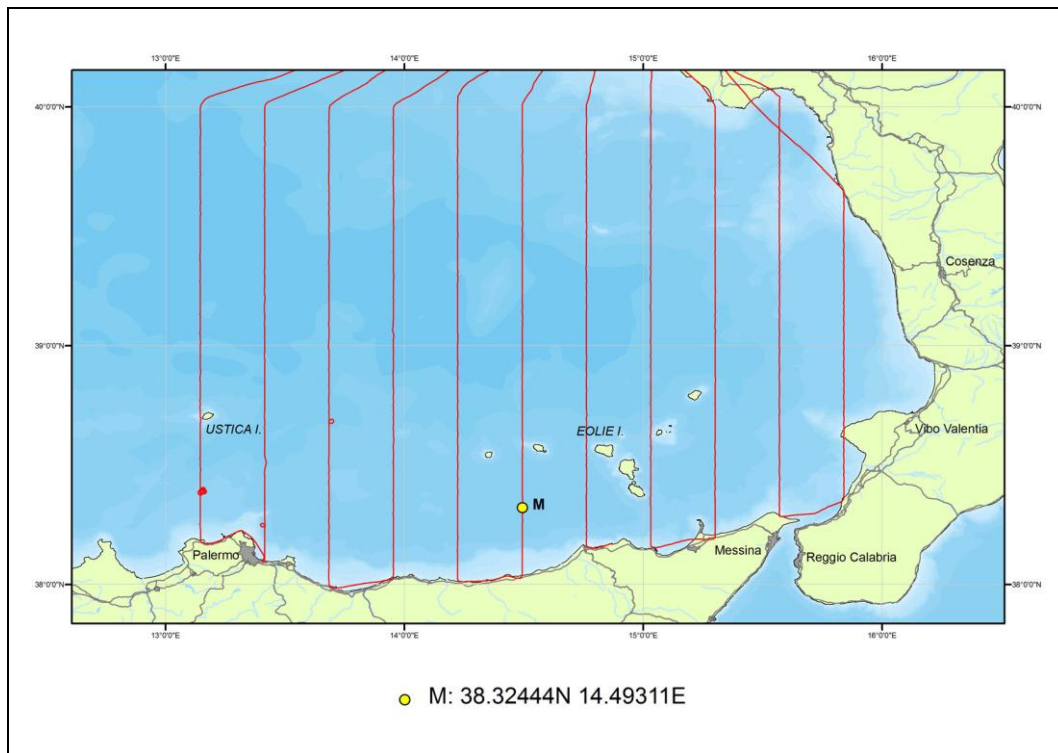 13°0'0"E 14°0'0"E 15°0'0"E 16°0'0"E
40°0'0"N 40°0'0"N
Cosenza
39°0'0"N 39°0'0"N
USTICA I. EOLIE I. Vibo Valentia
M
Palermo Messina
Reggio Calabria
38°0'0"N 38°0'0"N
13°0'0"E 14°0'0"E 15°0'0"E 16°0'0"E
M: 38.32444N 14.49311E